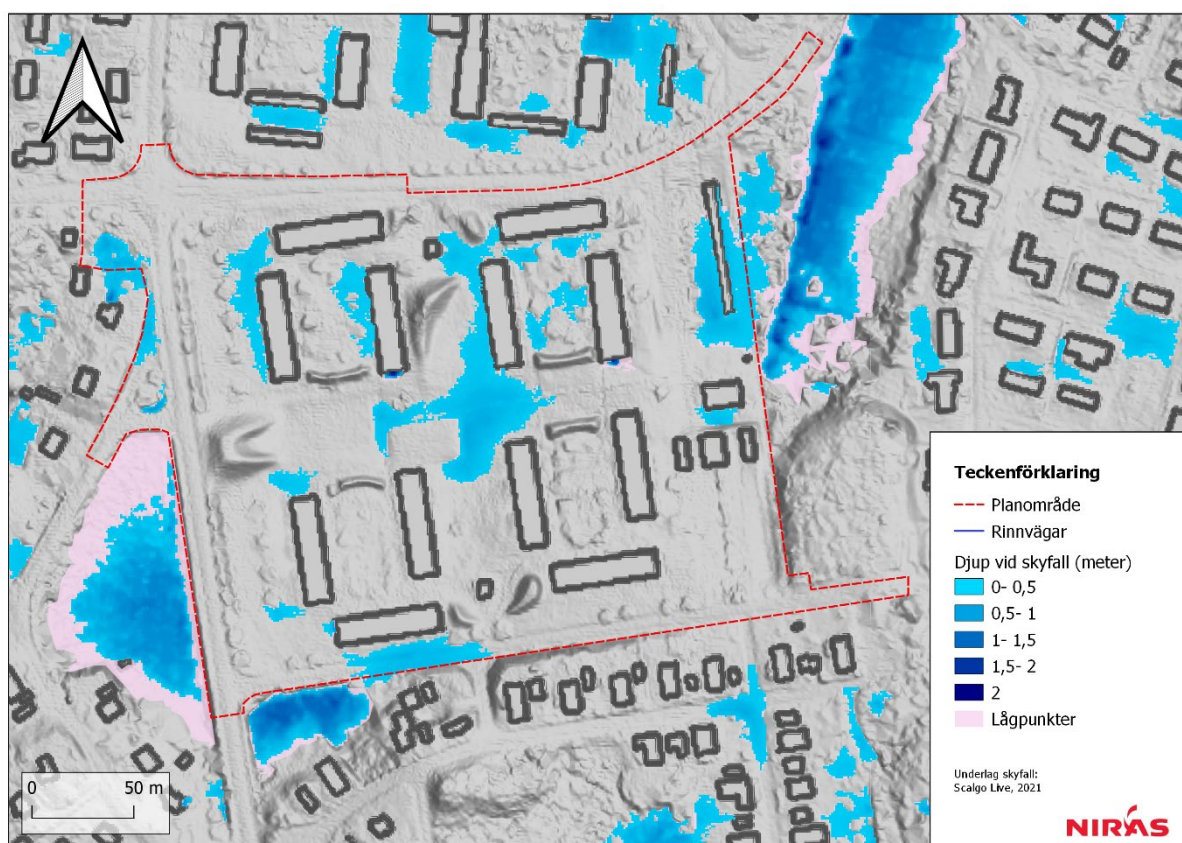 Teckenförklaring
Planområde
Rinnvägar
Djup vid skyfall (meter)
0- 0,5
0,5- 1
1- 1,5
1,5- 2
2
Lågpunkter
Underlag skyfall:
Scalgo Live, 2021
NIRAS
0 50 m